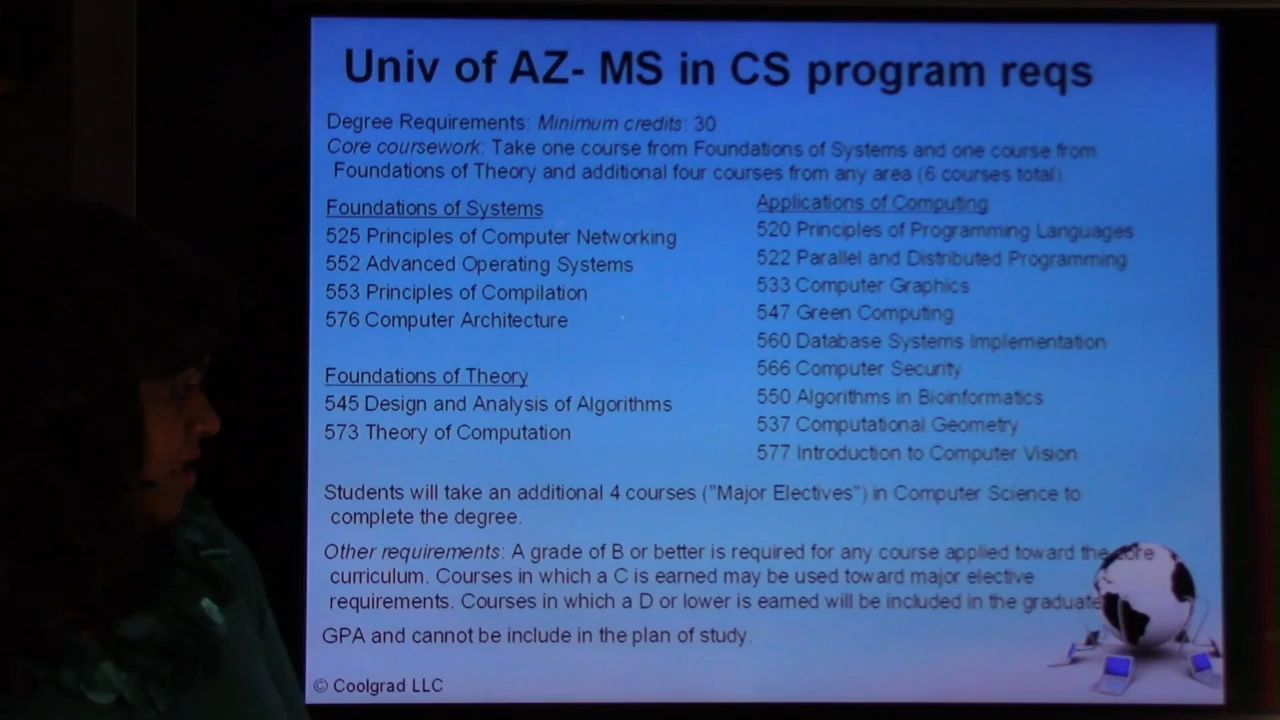 Univ of AZ- MS in CS program reqs
Degree Requirements: Minimum credits: 30
Core coursework: Take one course from Foundations of Systems and one course from
Foundations of Theory and additional four courses from any area (6 courses total).
Foundations of Systems
525 Principles of Computer Networking
552 Advanced Operating Systems
553 Principles of Compilation
576 Computer Architecture
Foundations of Theory
545 Design and Analysis of Algorithms
573 Theory of Computation
Applications of Computing
520 Principles of Programming Languages
522 Parallel and Distributed Programming
533 Computer Graphics
547 Green Computing
560 Database Systems Implementation
566 Computer Security
550 Algorithms in Bioinformatics
537 Computational Geometry
577 Introduction to Computer Vision
Students will take an additional 4 courses ("Major Electives") in Computer Science to
complete the degree.
Other requirements: A grade of B or better is required for any course applied toward the core
curriculum. Courses in which a C is earned may be used toward major elective
requirements. Courses in which a D or lower is earned will be included in the graduate
GPA and cannot be include in the plan of study.
© Coolgrad LLC